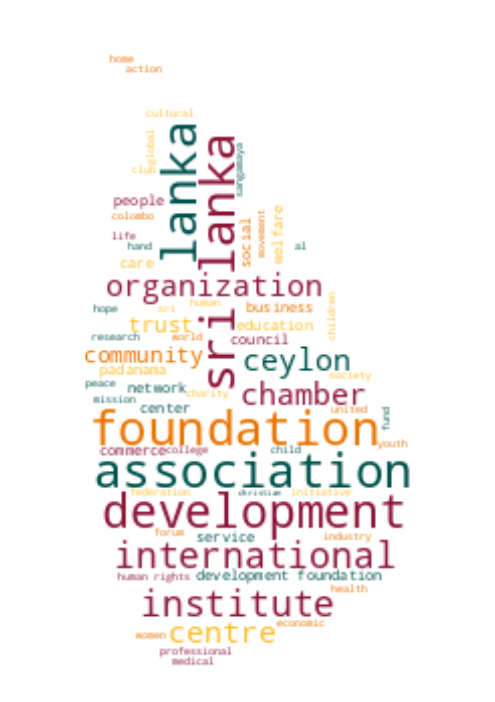 home
action
cultural
lanka
global
club
sri lanka
sangamaya
people
colombo
life
hand
care
social
movement
welfare
al
organization
hope
sri
human
business
children
trust
education
research
world
council
community
ceylon
padanama
society
peace
network
charity
chamber
mission
center
united
fund
foundation
youth
commerce
college
child
association
federation
christian
initiative
development
forum
service
industry
international
human rights
development foundation
health
institute
economic
women
centre
professional
medical